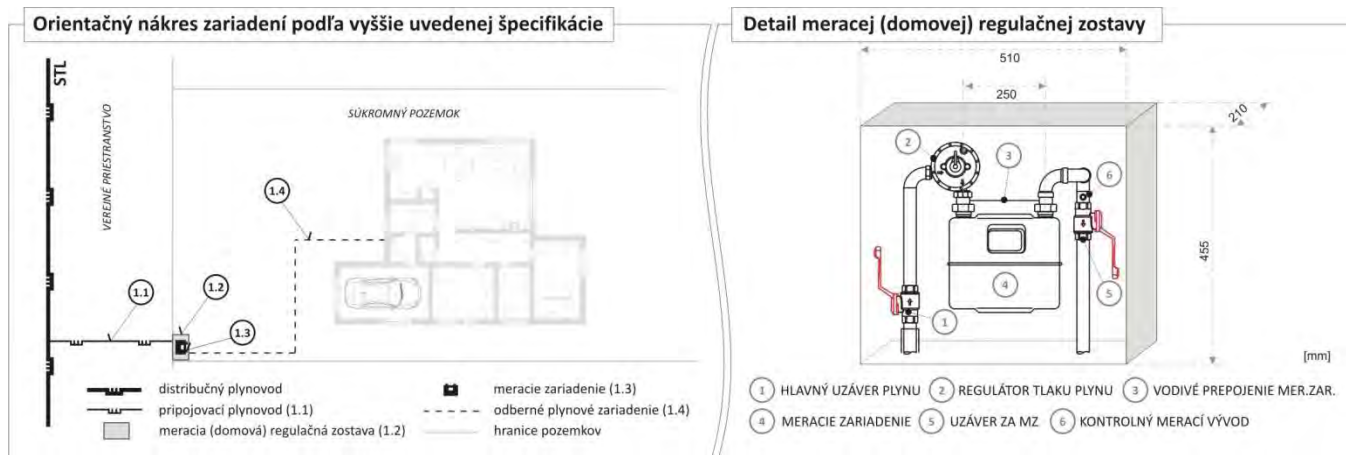 Orientačný nákres zariadení podľa vyššie uvedenej špecifikácie
STL
VEREJNÉ PRIESTRANSTVO
SÚKROMNÝ POZEMOK
1.4
1.1
1.2
1.3
distribučný plynovod
pripojovací plynovod (1.1)
meracia (domová) regulačná zostava (1.2)
meracie zariadenie (1.3)
odberné plynové zariadenie (1.4)
hranice pozemkov
Detail meracej (domovej) regulačnej zostavy
510
250
210
455
2
3
6
4
5
1
[mm]
1 HLAVNÝ UZÁVER PLYNU 2 REGULÁTOR TLAKU PLYNU 3 VODIVÉ PREPOJENIE MER.ZAR.
4 MERACIE ZARIADENIE 5 UZÁVER ZA MZ 6 KONTROLNÝ MERACÍ VÝVOD